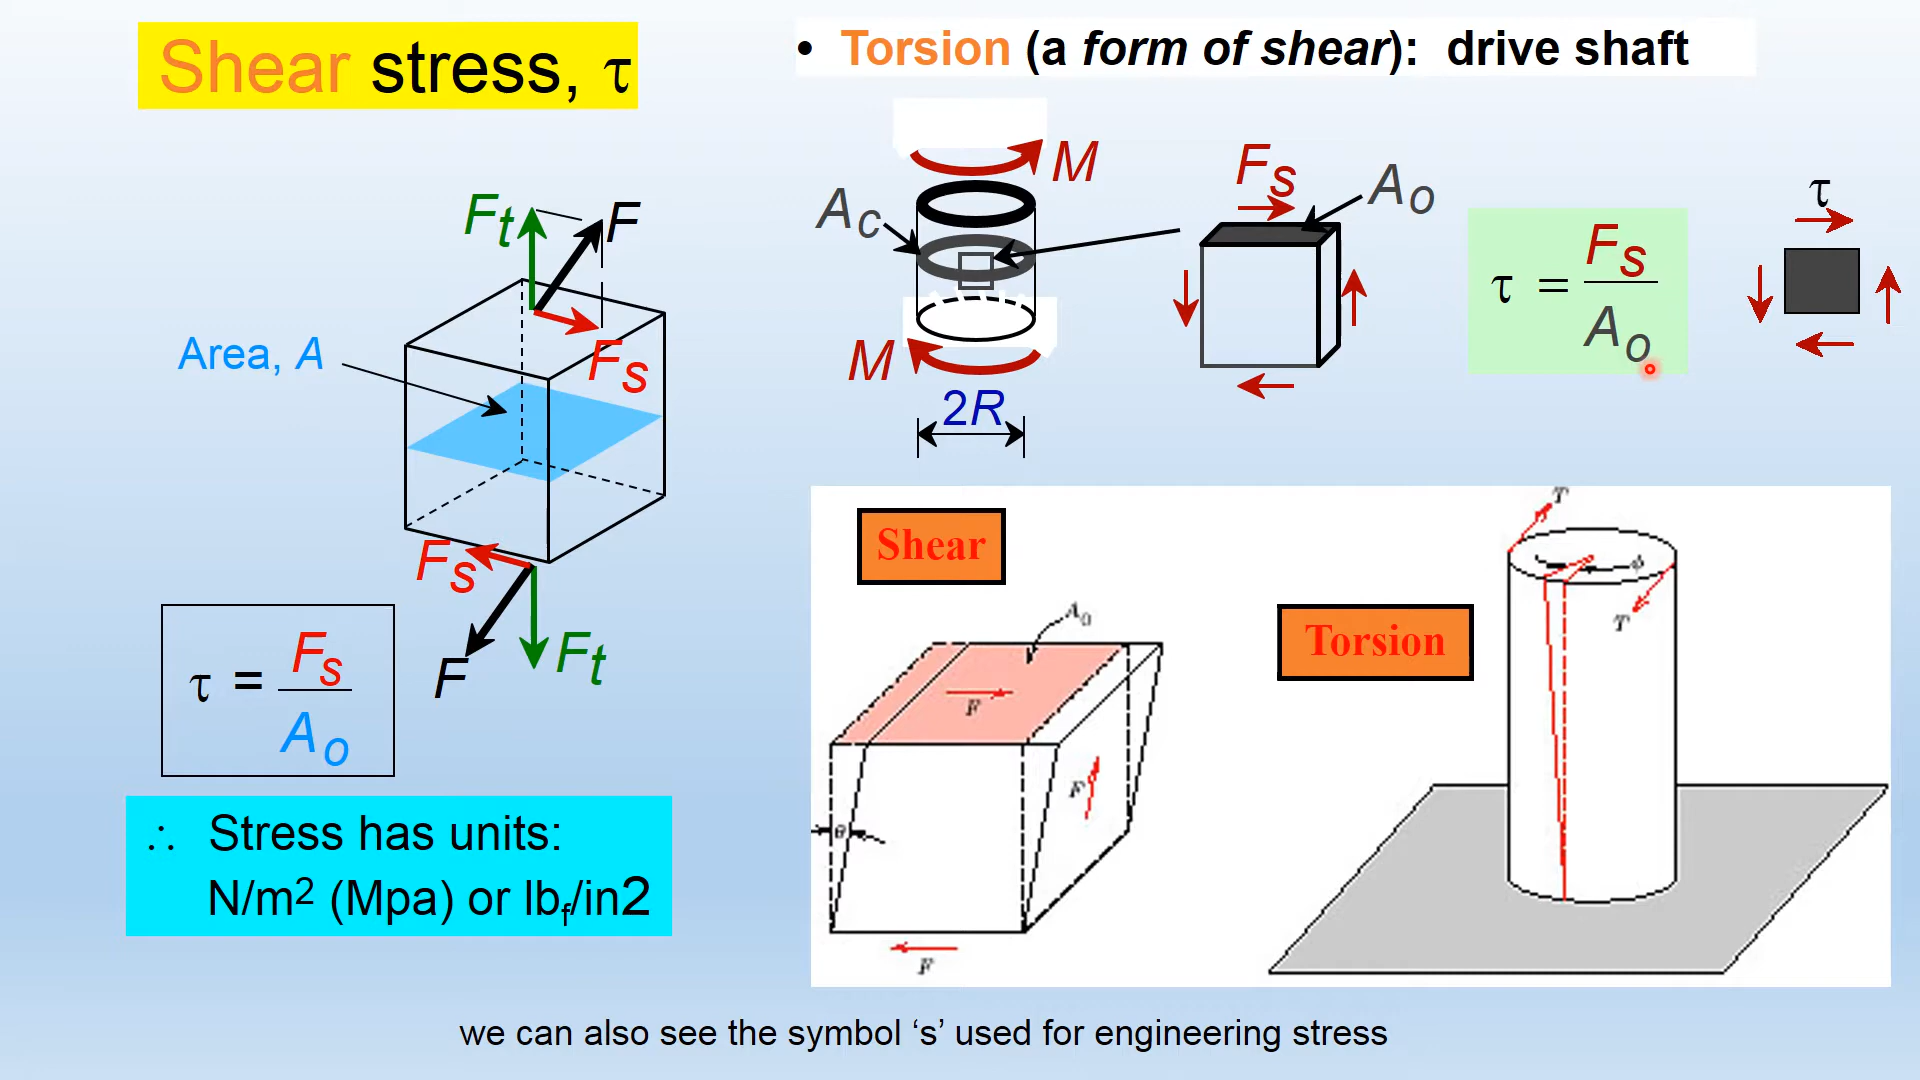 Shear stress, τ
• Torsion (a form of shear): drive shaft
Ft
F
Fs
Area, A
Fs
F
Ft
τ = Fs
Ao
∴ Stress has units:
N/m² (Mpa) or lbf/in2
M
Ac
M
2R
Fs
Ao
τ = Fs
Ao
τ
Shear
A0
F
F
θ
F
Torsion
T
ϕ
T
we can also see the symbol ‘s’ used for engineering stress